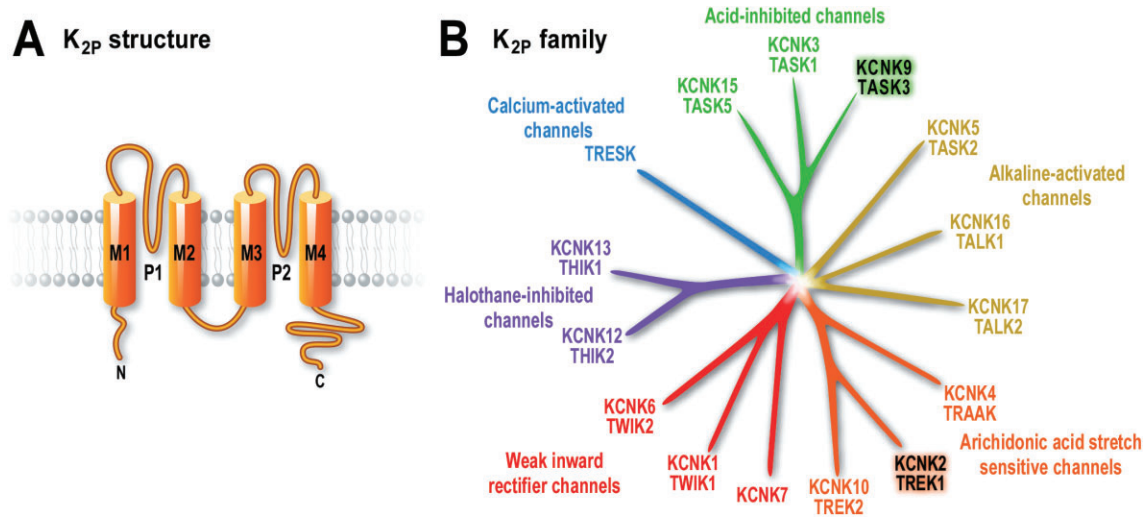 A K2P structure
M1
P1
M2
M3
P2
M4
N
C
B K2P family
Acid-inhibited channels
KCNK3
TASK1
KCNK9
TASK3
KCNK15
TASK5
Calcium-activated
channels
TRESK
KCNK5
TASK2
Alkaline-activated
channels
KCNK16
TALK1
KCNK17
TALK2
KCNK13
THIK1
Halothane-inhibited
channels
KCNK12
THIK2
KCNK4
TRAAK
Arichidonic acid stretch
sensitive channels
KCNK2
TREK1
KCNK10
TREK2
KCNK7
KCNK1
TWIK1
KCNK6
TWIK2
Weak inward
rectifier channels